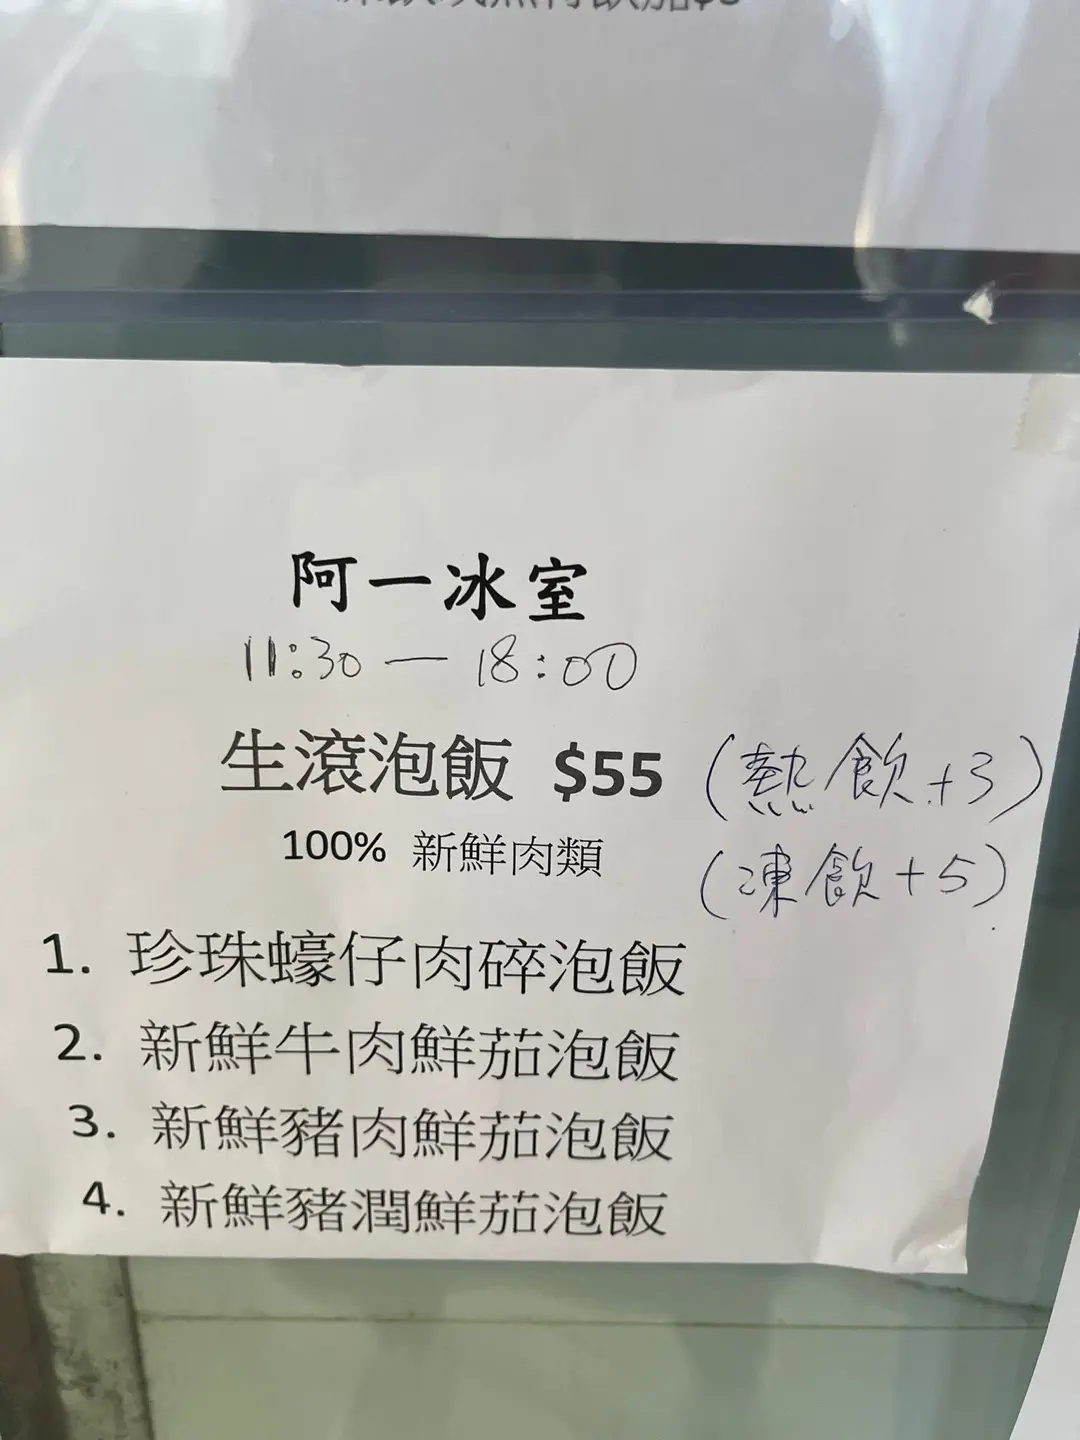 阿一冰室
11:30 — 18:00
生滾泡飯 $55 (熱飲+3)
100% 新鮮肉類 (凍飲+5)
1. 珍珠蠔仔肉碎泡飯
2. 新鮮牛肉鮮茄泡飯
3. 新鮮豬肉鮮茄泡飯
4. 新鮮豬潤鮮茄泡飯